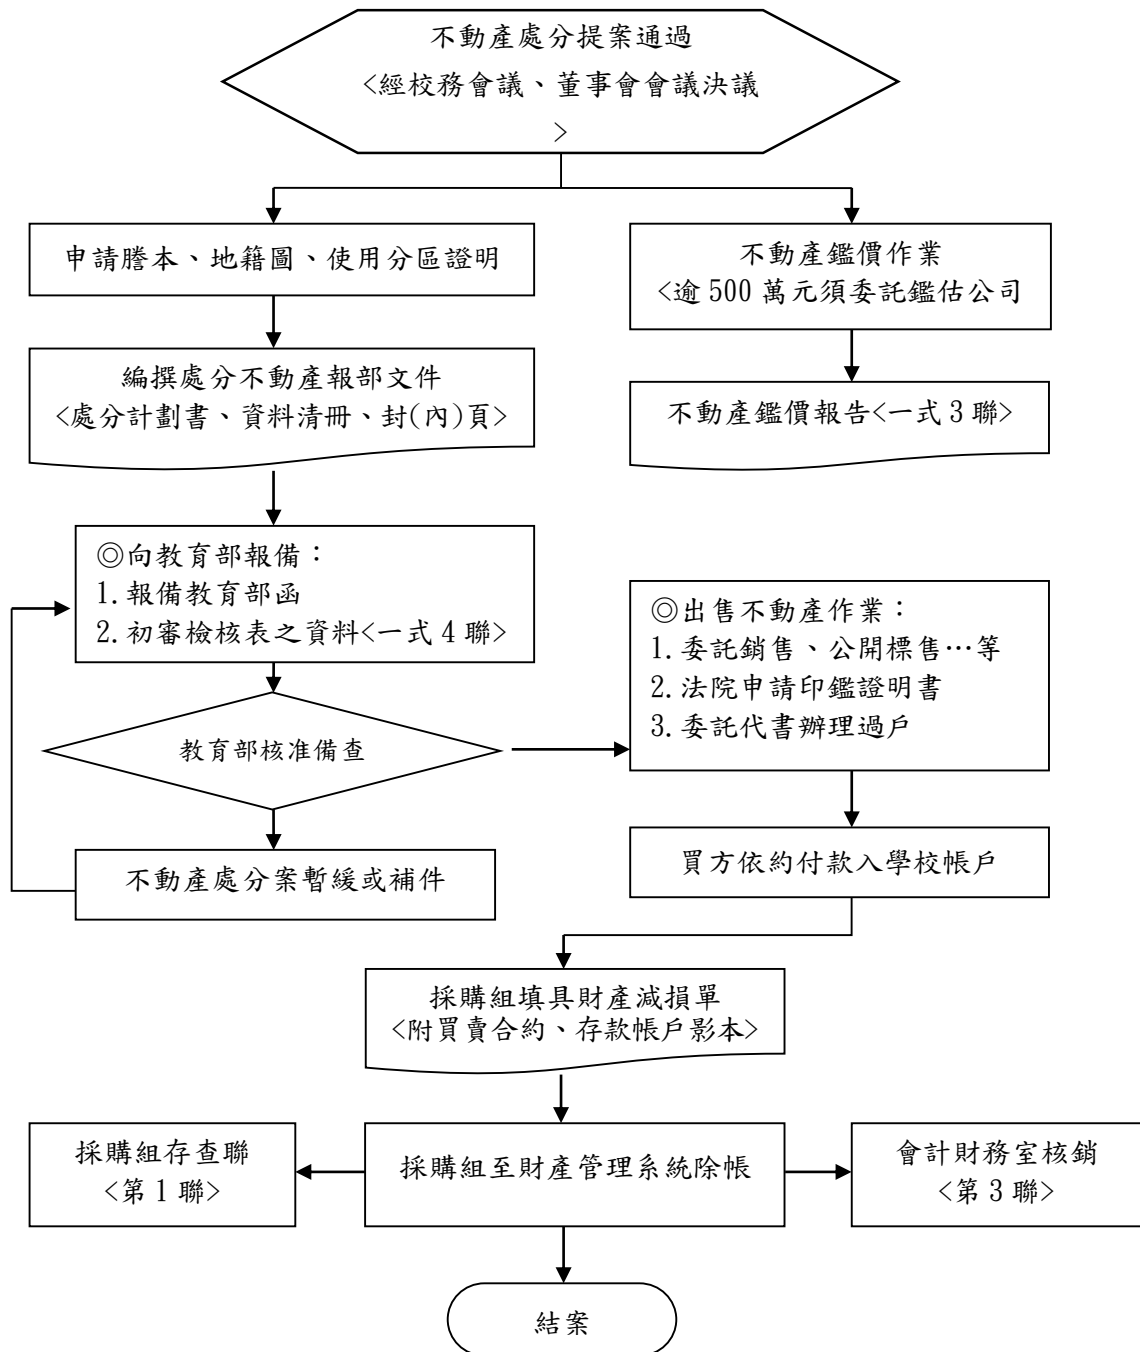 不動產處分提案通過
<經校務會議、董事會會議決議
>
申請謄本、地籍圖、使用分區證明
不動產鑑價作業
<逾 500 萬元須委託鑑估公司
編撰處分不動產報部文件
<處分計劃書、資料清冊、封(內)頁>
不動產鑑價報告<一式 3 聯>
◎向教育部報備：
1.報備教育部函
2.初審檢核表之資料<一式 4 聯>
◎出售不動產作業：
1.委託銷售、公開標售…等
2.法院申請印鑑證明書
3.委託代書辦理過戶
教育部核准備查
不動產處分案暫緩或補件
買方依約付款入學校帳戶
採購組填具財產減損單
<附買賣合約、存款帳戶影本>
採購組存查聯
<第 1 聯>
採購組至財產管理系統除帳
會計財務室核銷
<第 3 聯>
結案